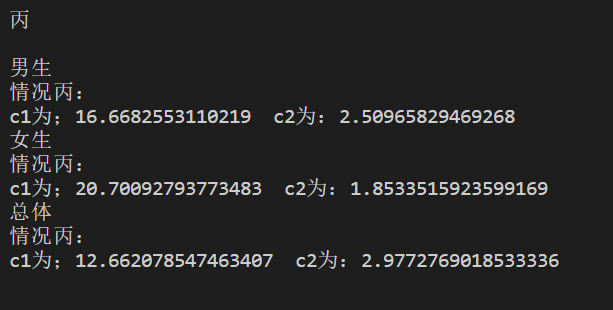 丙
男生
情况丙：
c1为；16.6682553110219  c2为：2.50965829469268
女生
情况丙：
c1为；20.70092793773483  c2为：1.8533515923599169
总体
情况丙：
c1为；12.662078547463407  c2为：2.9772769018533336